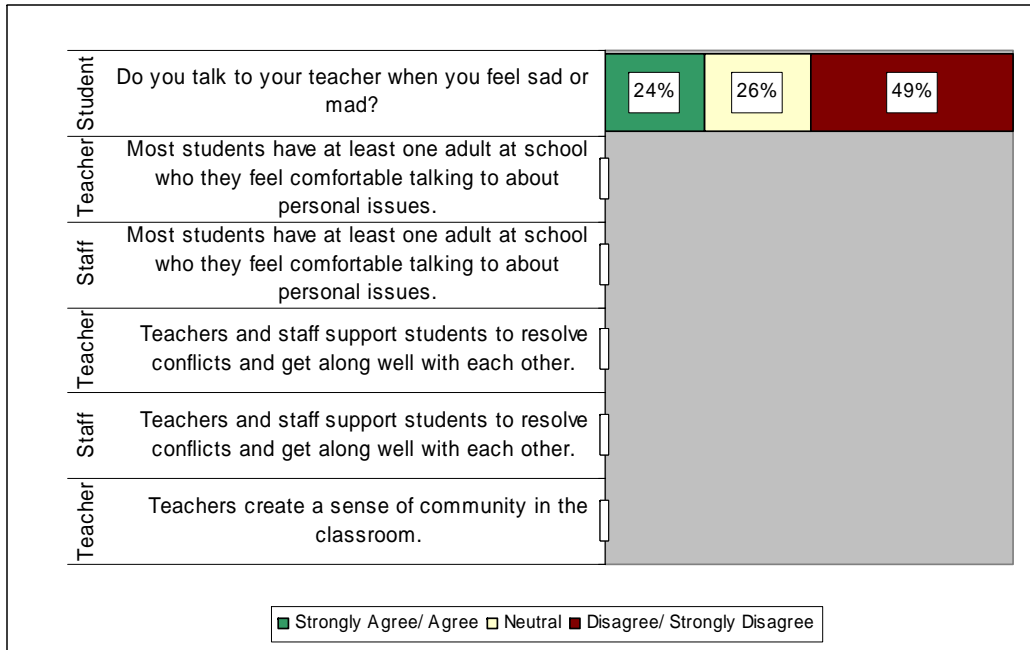 Student
Do you talk to your teacher when you feel sad or
mad?
24%
26%
49%
Teacher
Most students have at least one adult at school
who they feel comfortable talking to about
personal issues.
Staff
Most students have at least one adult at school
who they feel comfortable talking to about
personal issues.
Teacher
Teachers and staff support students to resolve
conflicts and get along well with each other.
Staff
Teachers and staff support students to resolve
conflicts and get along well with each other.
Teacher
Teachers create a sense of community in the
classroom.
Strongly Agree/ Agree Neutral Disagree/ Strongly Disagree